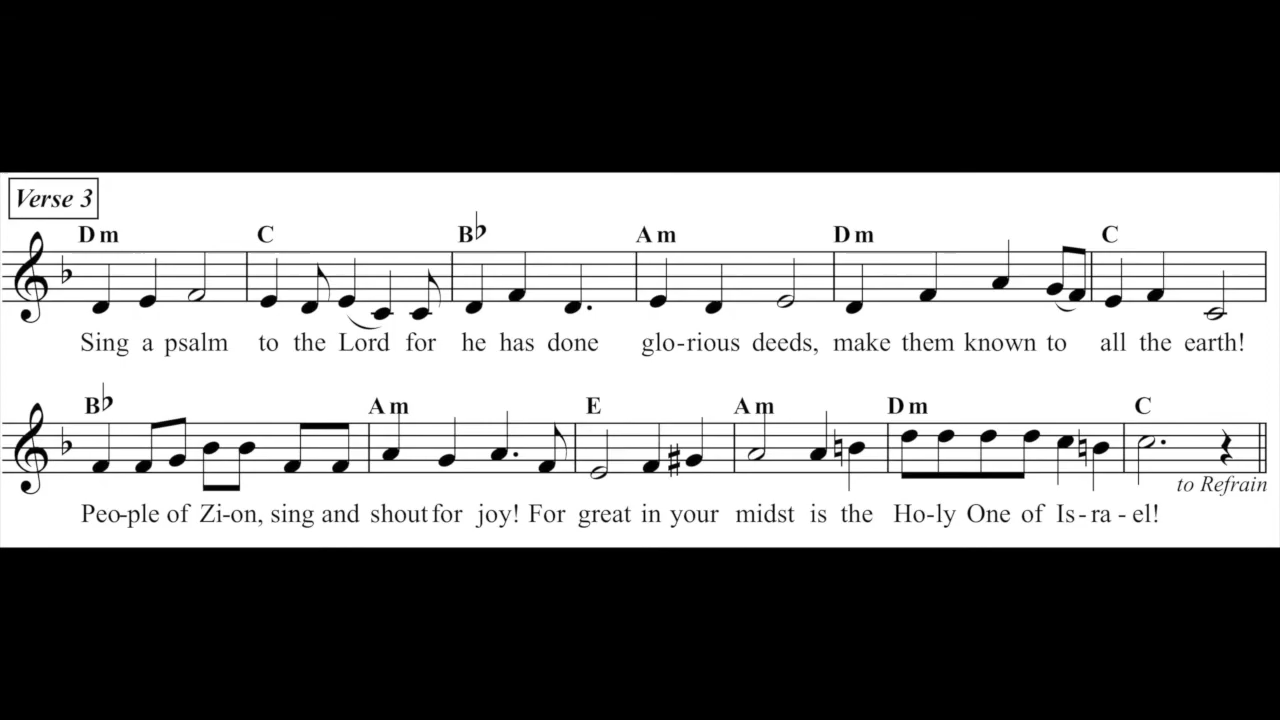 Verse 3
Dm C B♭ Am Dm C
Sing a psalm to the Lord for he has done glo-rious deeds, make them known to all the earth!
B♭ Am E Am Dm C
to Refrain
Peo-ple of Zi-on, sing and shout for joy! For great in your midst is the Ho-ly One of Is-ra-el!